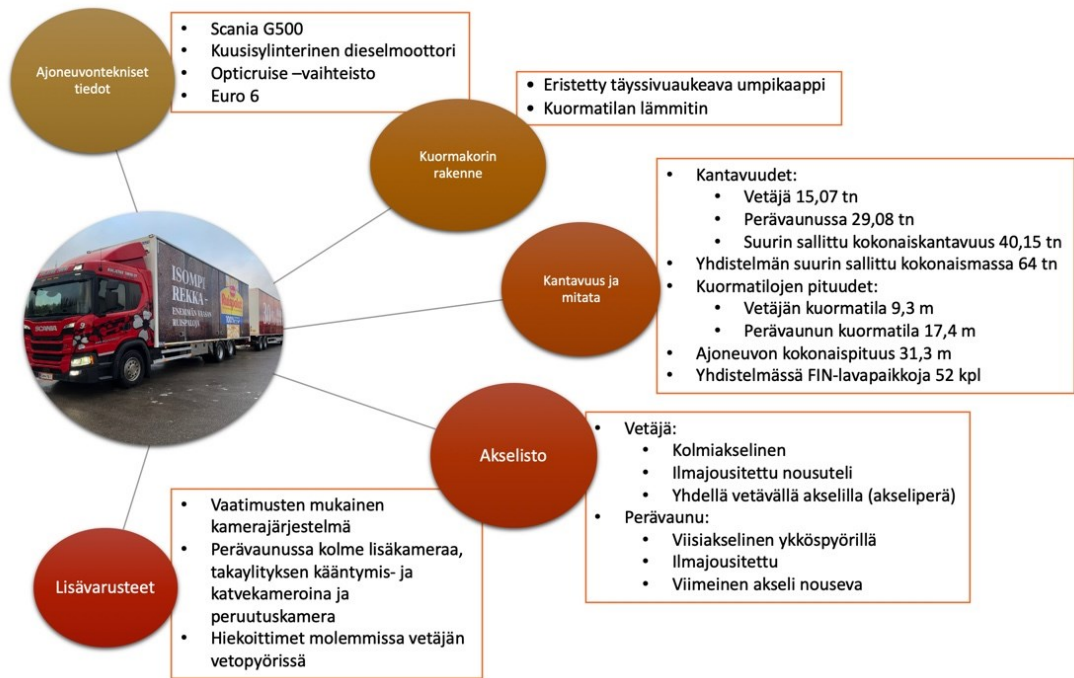 Ajoneuvontekniset
tiedot
• Scania G500
• Kuusisylinterinen dieselmoottori
• Opticruise –vaihteisto
• Euro 6
Kuormakorin
rakenne
• Eristetty täyssivuaukeava umpikaappi
• Kuormatilan lämmitin
Kantavuus ja
mitata
• Kantavuudet:
• Vetäjä 15,07 tn
• Perävaunussa 29,08 tn
• Suurin sallittu kokonaiskantavuus 40,15 tn
• Yhdistelmän suurin sallittu kokonaismassa 64 tn
• Kuormatilojen pituudet:
• Vetäjän kuormatila 9,3 m
• Perävaunun kuormatila 17,4 m
• Ajoneuvon kokonaispituus 31,3 m
• Yhdistelmässä FIN-lavapaikkoja 52 kpl
ISOMPI
REKKA –
SCANIA
Akselisto
• Vetäjä:
• Kolmiakselinen
• Ilmajousitettu nousuteli
• Yhdellä vetävällä akselilla (akseliperä)
• Perävaunu:
• Viisiakselinen ykköspyörillä
• Ilmajousitettu
• Viimeinen akseli nouseva
Lisävarusteet
• Vaatimusten mukainen
kamerajärjestelmä
• Perävaunussa kolme lisäkameraa,
takaylityksen kääntymis- ja
katvekameroina ja
peruutuskamera
• Hiekoittimet molemmissa vetäjän
vetopyörissä